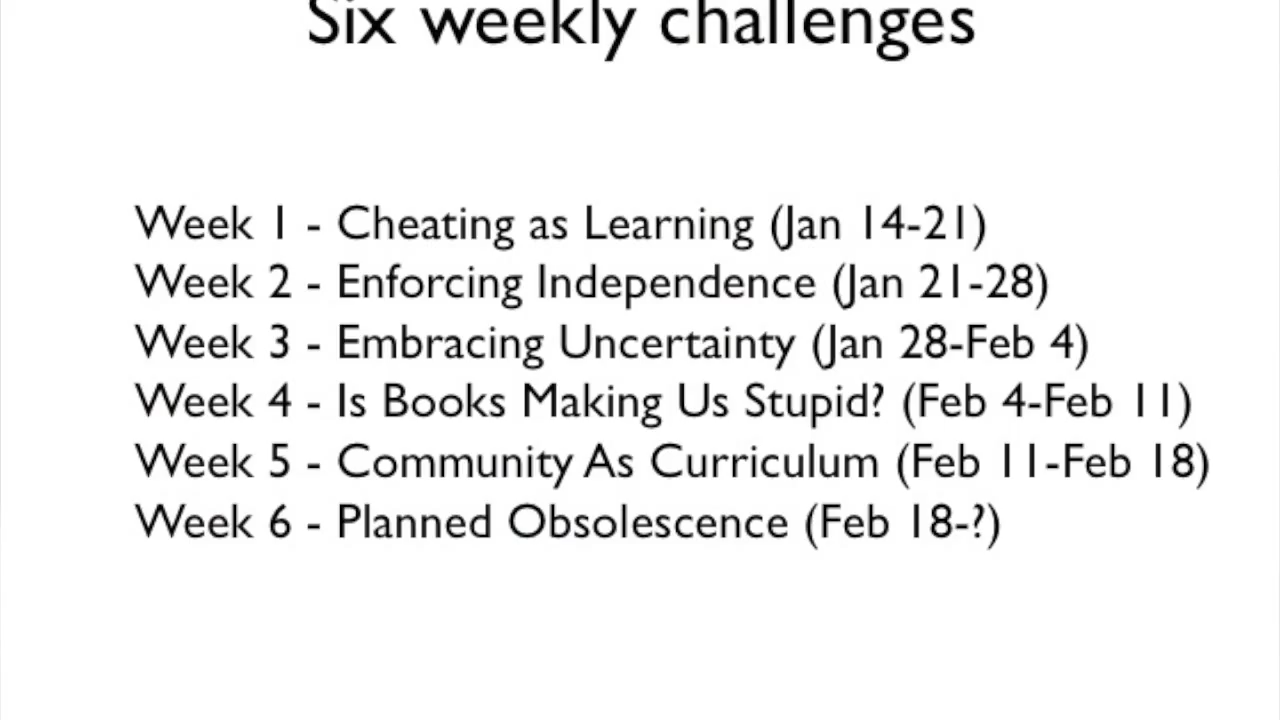 Six weekly challenges
Week 1 - Cheating as Learning (Jan 14-21)
Week 2 - Enforcing Independence (Jan 21-28)
Week 3 - Embracing Uncertainty (Jan 28-Feb 4)
Week 4 - Is Books Making Us Stupid? (Feb 4-Feb 11)
Week 5 - Community As Curriculum (Feb 11-Feb 18)
Week 6 - Planned Obsolescence (Feb 18-?)